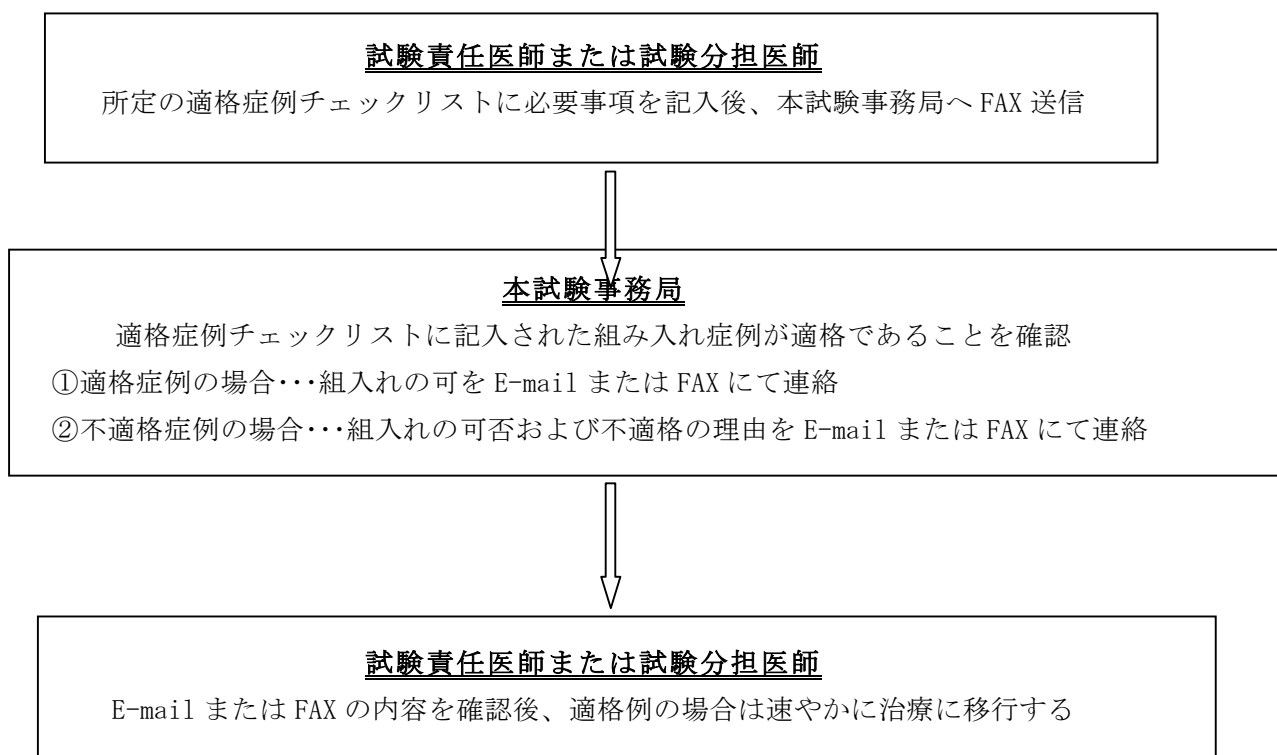 試験責任医師または試験分担医師
所定の適格症例チェックリストに必要事項を記入後、本試験事務局へ FAX 送信
本試験事務局
適格症例チェックリストに記入された組み入れ症例が適格であることを確認
①適格症例の場合･･･組入れの可を E-mail または FAX にて連絡
②不適格症例の場合･･･組入れの可否および不適格の理由を E-mail または FAX にて連絡
試験責任医師または試験分担医師
E-mail または FAX の内容を確認後、適格例の場合は速やかに治療に移行する